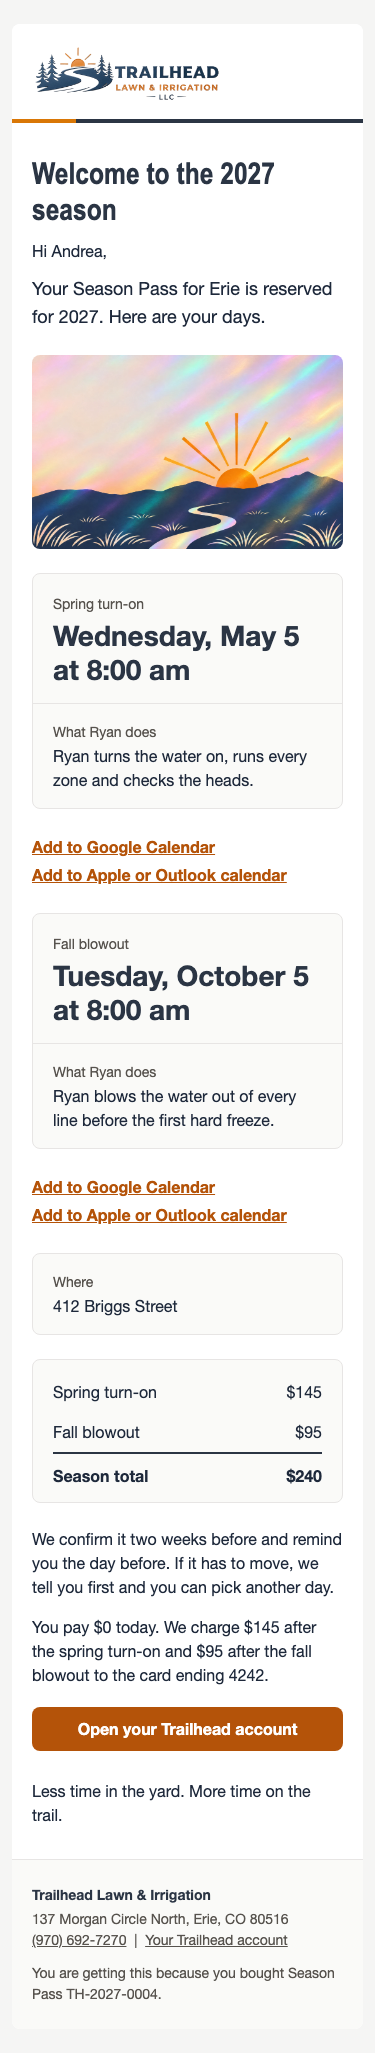 TRAILHEAD
LAWN & IRRIGATION
LLC
Welcome to the 2027
season
Hi Andrea,
Your Season Pass for Erie is reserved
for 2027. Here are your days.
Spring turn-on
Wednesday, May 5
at 8:00 am
What Ryan does
Ryan turns the water on, runs every
zone and checks the heads.
Add to Google Calendar
Add to Apple or Outlook calendar
Fall blowout
Tuesday, October 5
at 8:00 am
What Ryan does
Ryan blows the water out of every
line before the first hard freeze.
Add to Google Calendar
Add to Apple or Outlook calendar
Where
412 Briggs Street
Spring turn-on $145
Fall blowout $95
Season total $240
We confirm it two weeks before and remind
you the day before. If it has to move, we
tell you first and you can pick another day.
You pay $0 today. We charge $145 after
the spring turn-on and $95 after the fall
blowout to the card ending 4242.
Open your Trailhead account
Less time in the yard. More time on the
trail.
Trailhead Lawn & Irrigation
137 Morgan Circle North, Erie, CO 80516
(970) 692-7270 | Your Trailhead account
You are getting this because you bought Season
Pass TH-2027-0004.